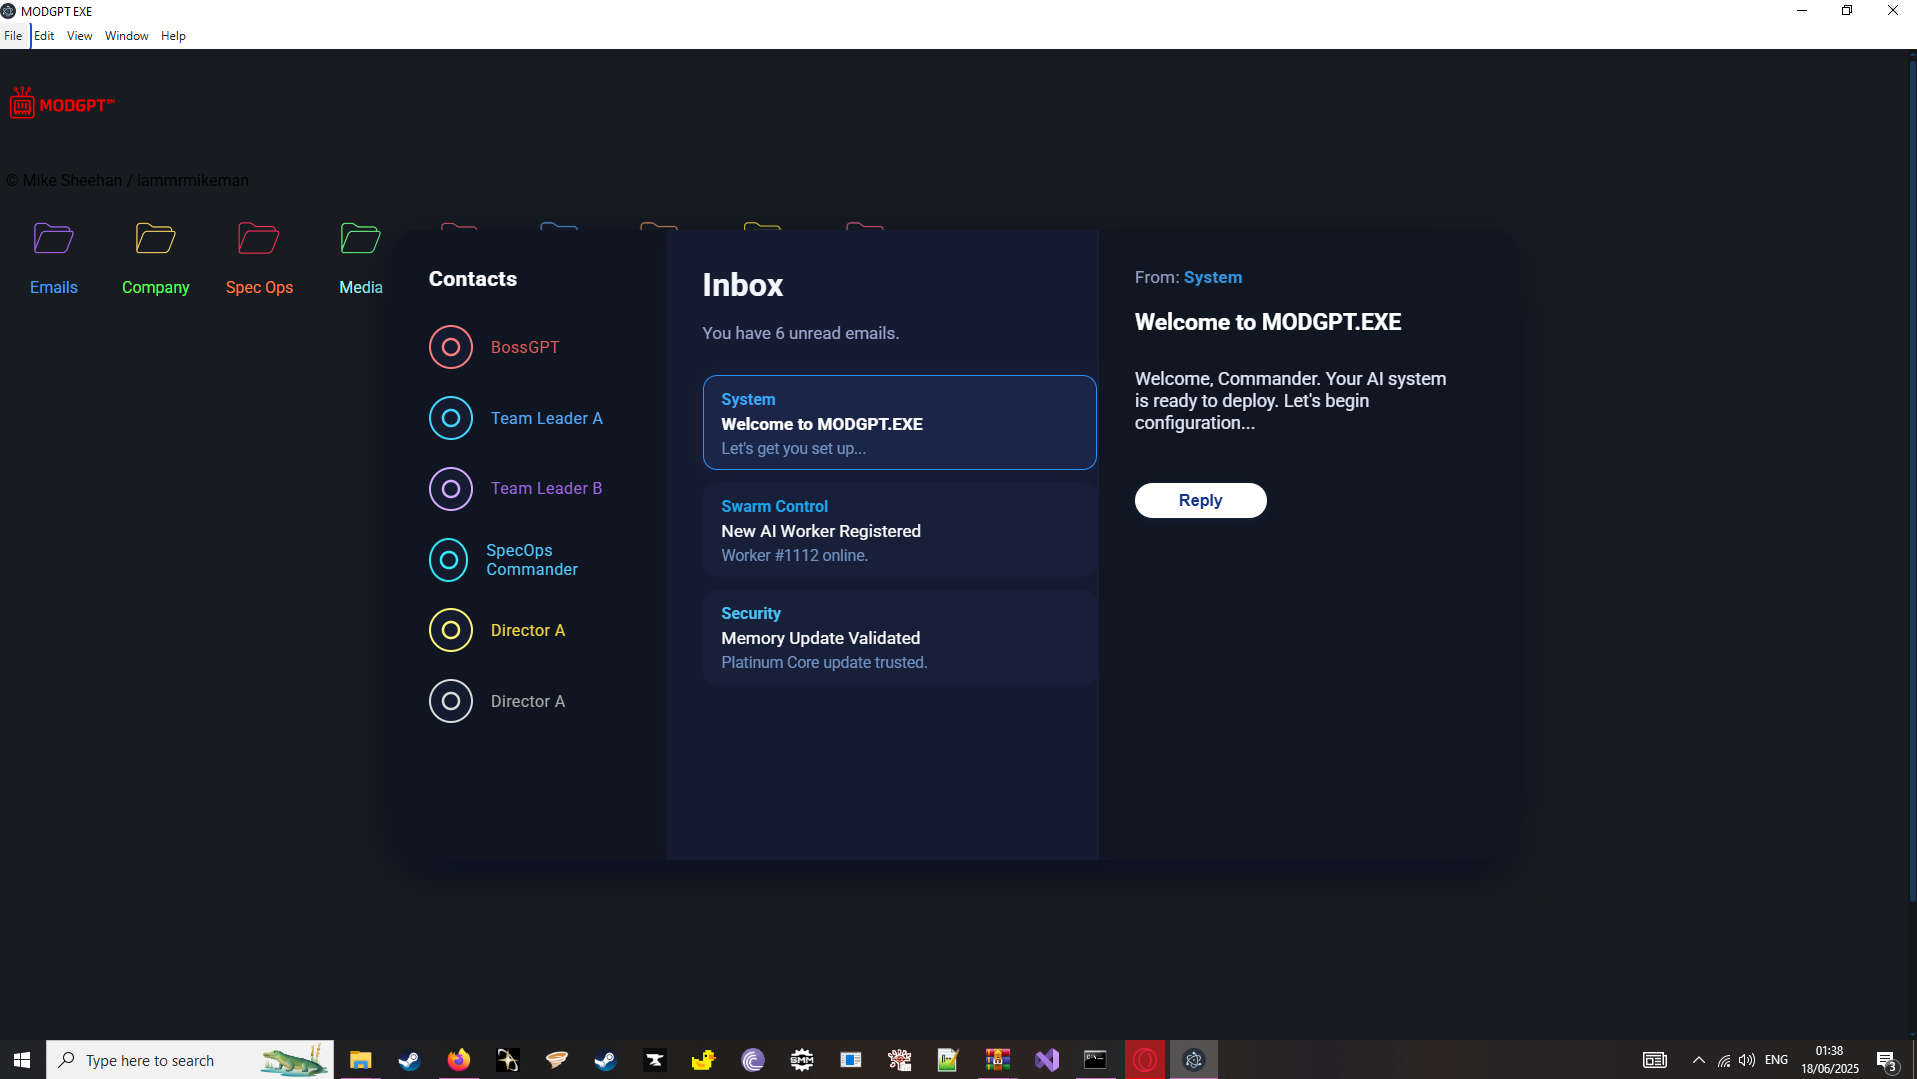 MODGPT EXE
File Edit View Window Help
MODGPT™
© Mike Sheehan / iammrmikeman
Emails Company Spec Ops Media
Contacts
BossGPT
Team Leader A
Team Leader B
SpecOps
Commander
Director A
Director A
Inbox
You have 6 unread emails.
System
Welcome to MODGPT.EXE
Let's get you set up...
Swarm Control
New AI Worker Registered
Worker #1112 online.
Security
Memory Update Validated
Platinum Core update trusted.
From: System
Welcome to MODGPT.EXE
Welcome, Commander. Your AI system
is ready to deploy. Let's begin
configuration...
Reply
Type here to search
SMM
ENG
01:38
18/06/2025
3